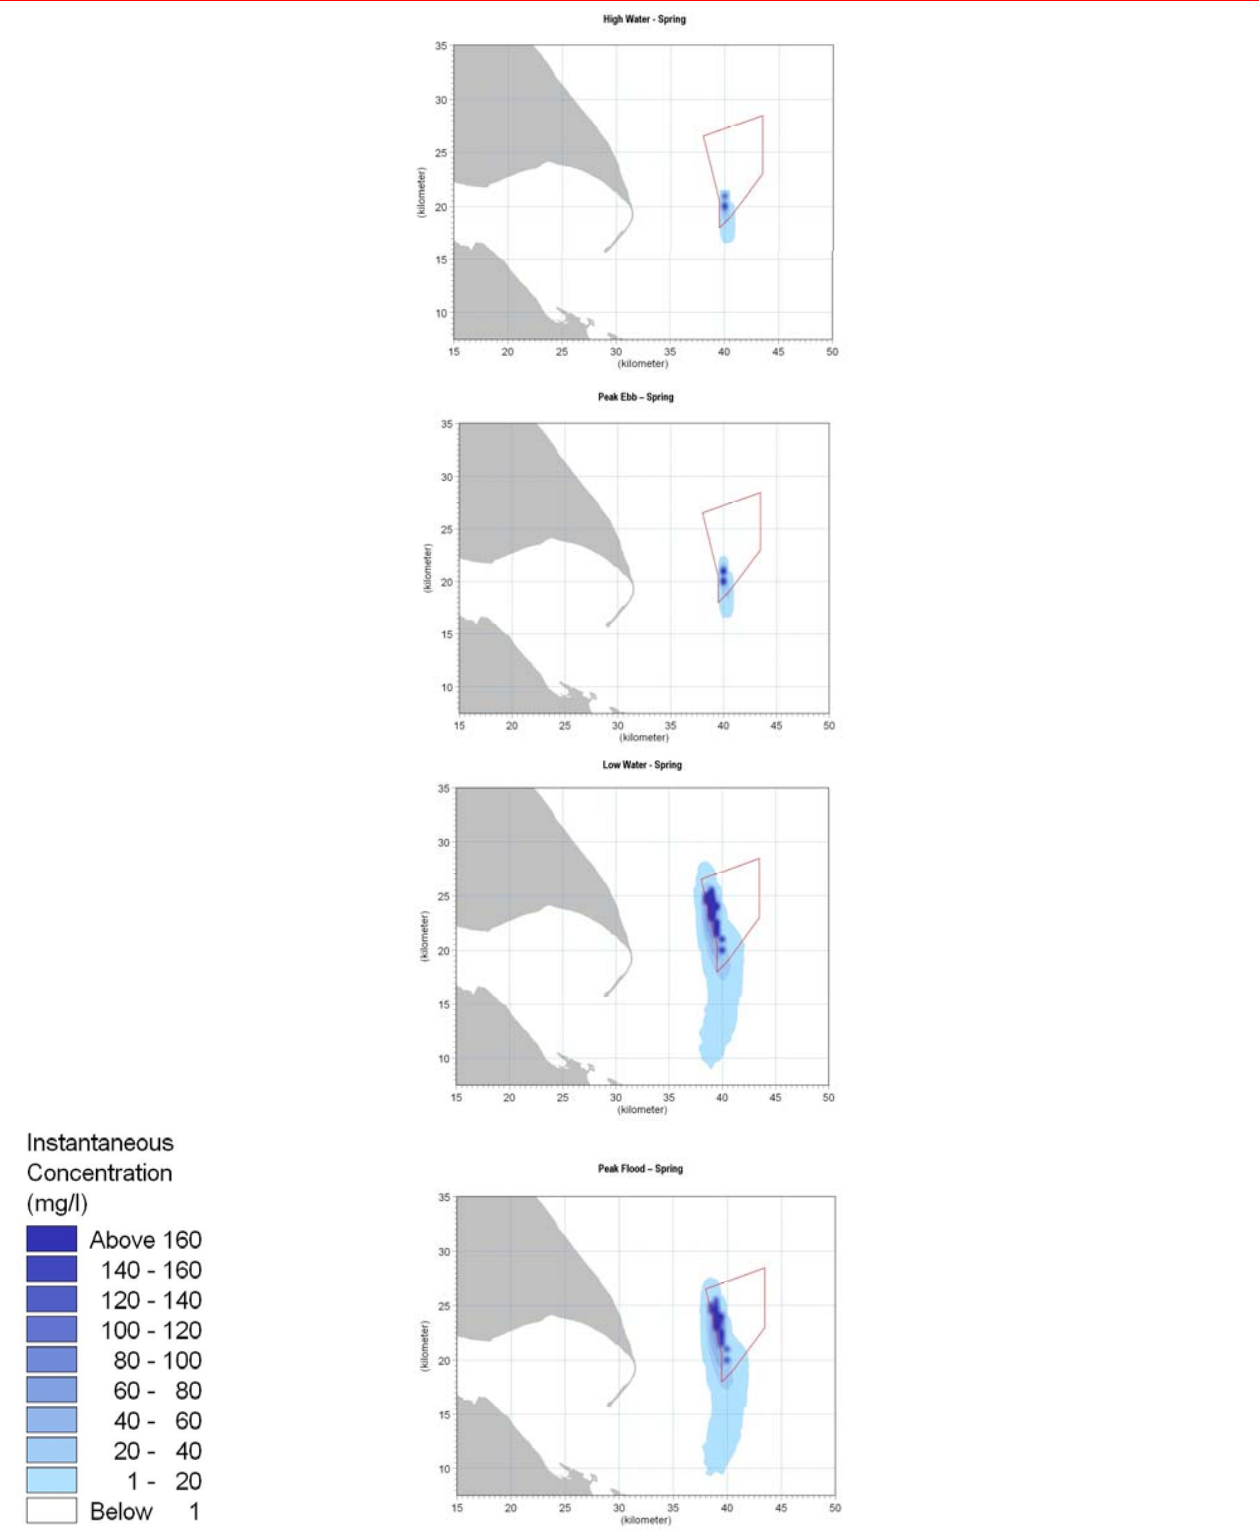 High Water - Spring
35
30
25
20
15
10
(kilometer)
15 20 25 30 35 40 45 50
(kilometer)
Peak Ebb – Spring
35
30
25
20
15
10
(kilometer)
15 20 25 30 35 40 45 50
(kilometer)
Low Water - Spring
35
30
25
20
15
10
(kilometer)
15 20 25 30 35 40 45 50
(kilometer)
Peak Flood – Spring
35
30
25
20
15
10
(kilometer)
15 20 25 30 35 40 45 50
(kilometer)
Instantaneous
Concentration
(mg/l)
Above 160
140 - 160
120 - 140
100 - 120
80 - 100
60 - 80
40 - 60
20 - 40
1 - 20
Below 1